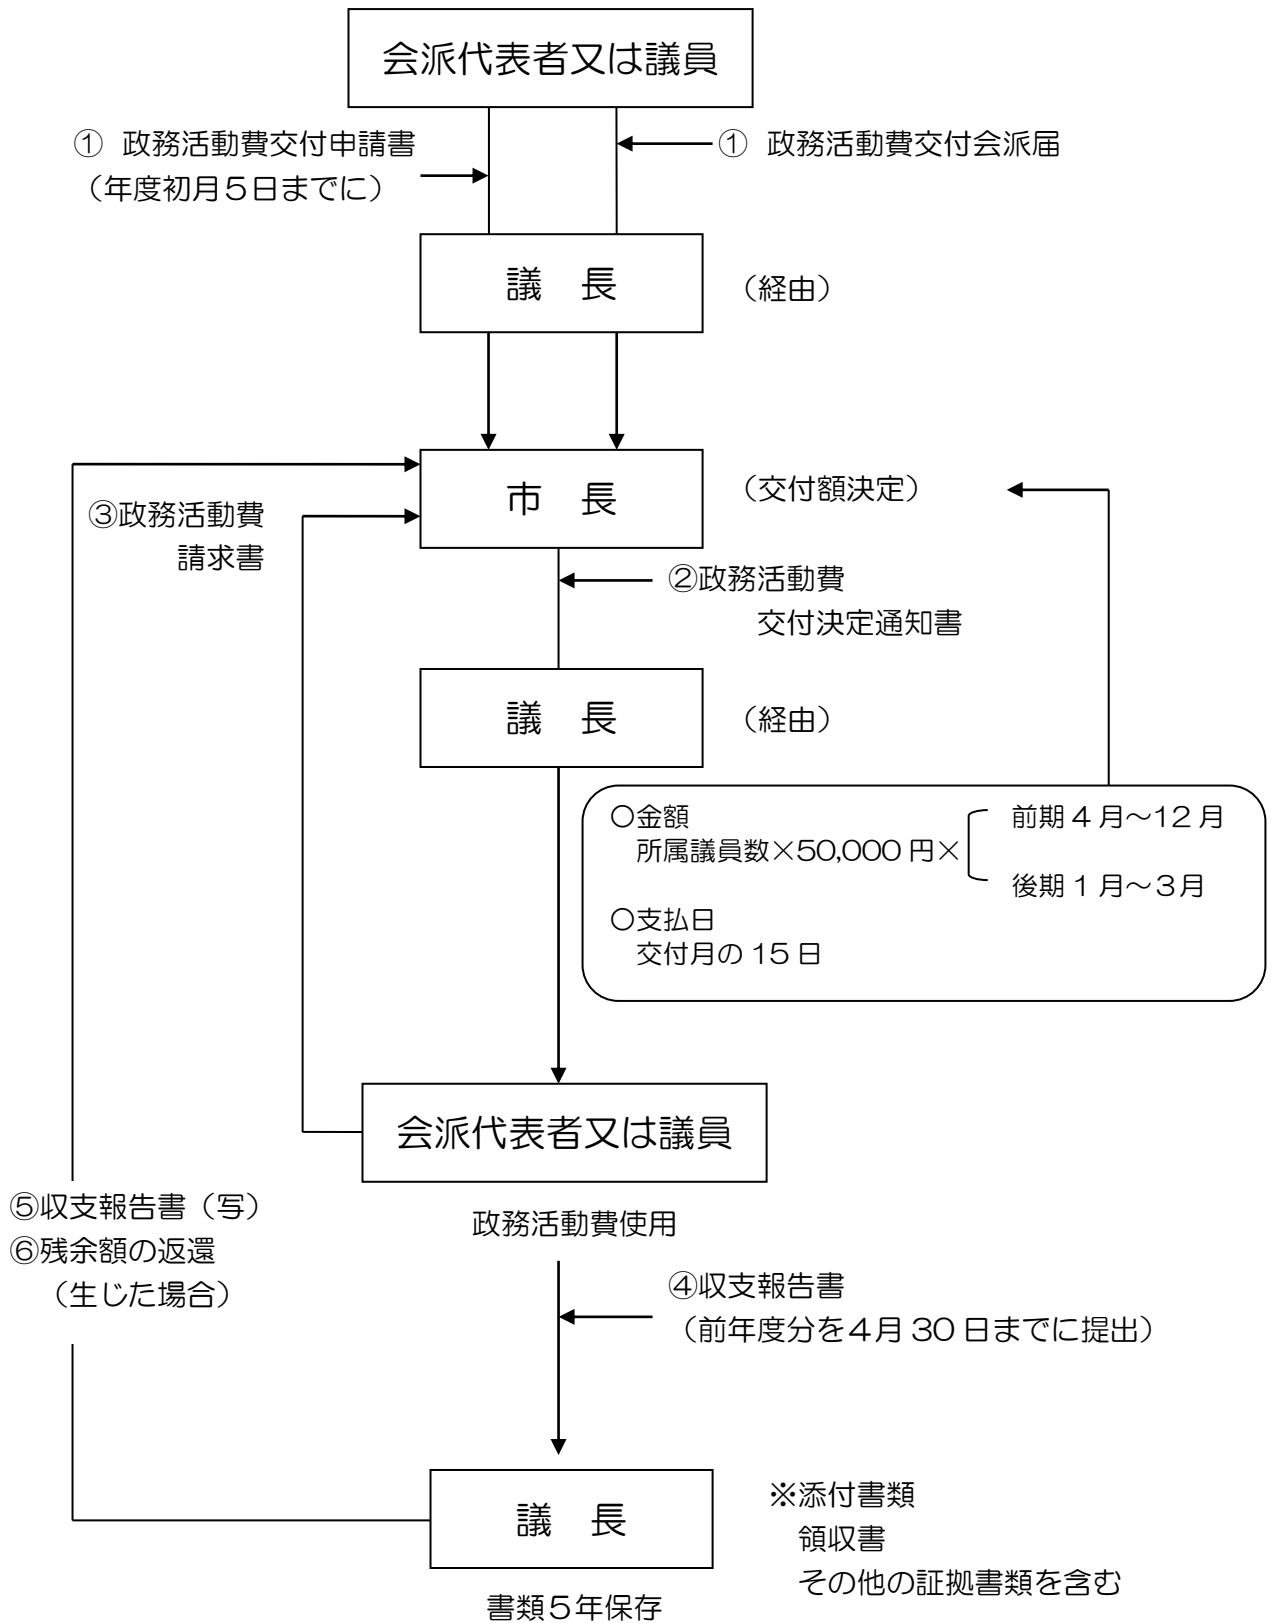 会派代表者又は議員
① 政務活動費交付申請書
（年度初月５日までに）
① 政務活動費交付会派届
議　長
（経由）
市　長
（交付額決定）
③政務活動費
請求書
②政務活動費
交付決定通知書
議　長
（経由）
○金額
所属議員数×50,000 円×
前期４月～12 月
後期１月～３月
○支払日
交付月の 15 日
会派代表者又は議員
⑤収支報告書（写）
⑥残余額の返還
（生じた場合）
政務活動費使用
④収支報告書
（前年度分を４月 30 日までに提出）
議　長
※添付書類
領収書
その他の証拠書類を含む
書類５年保存